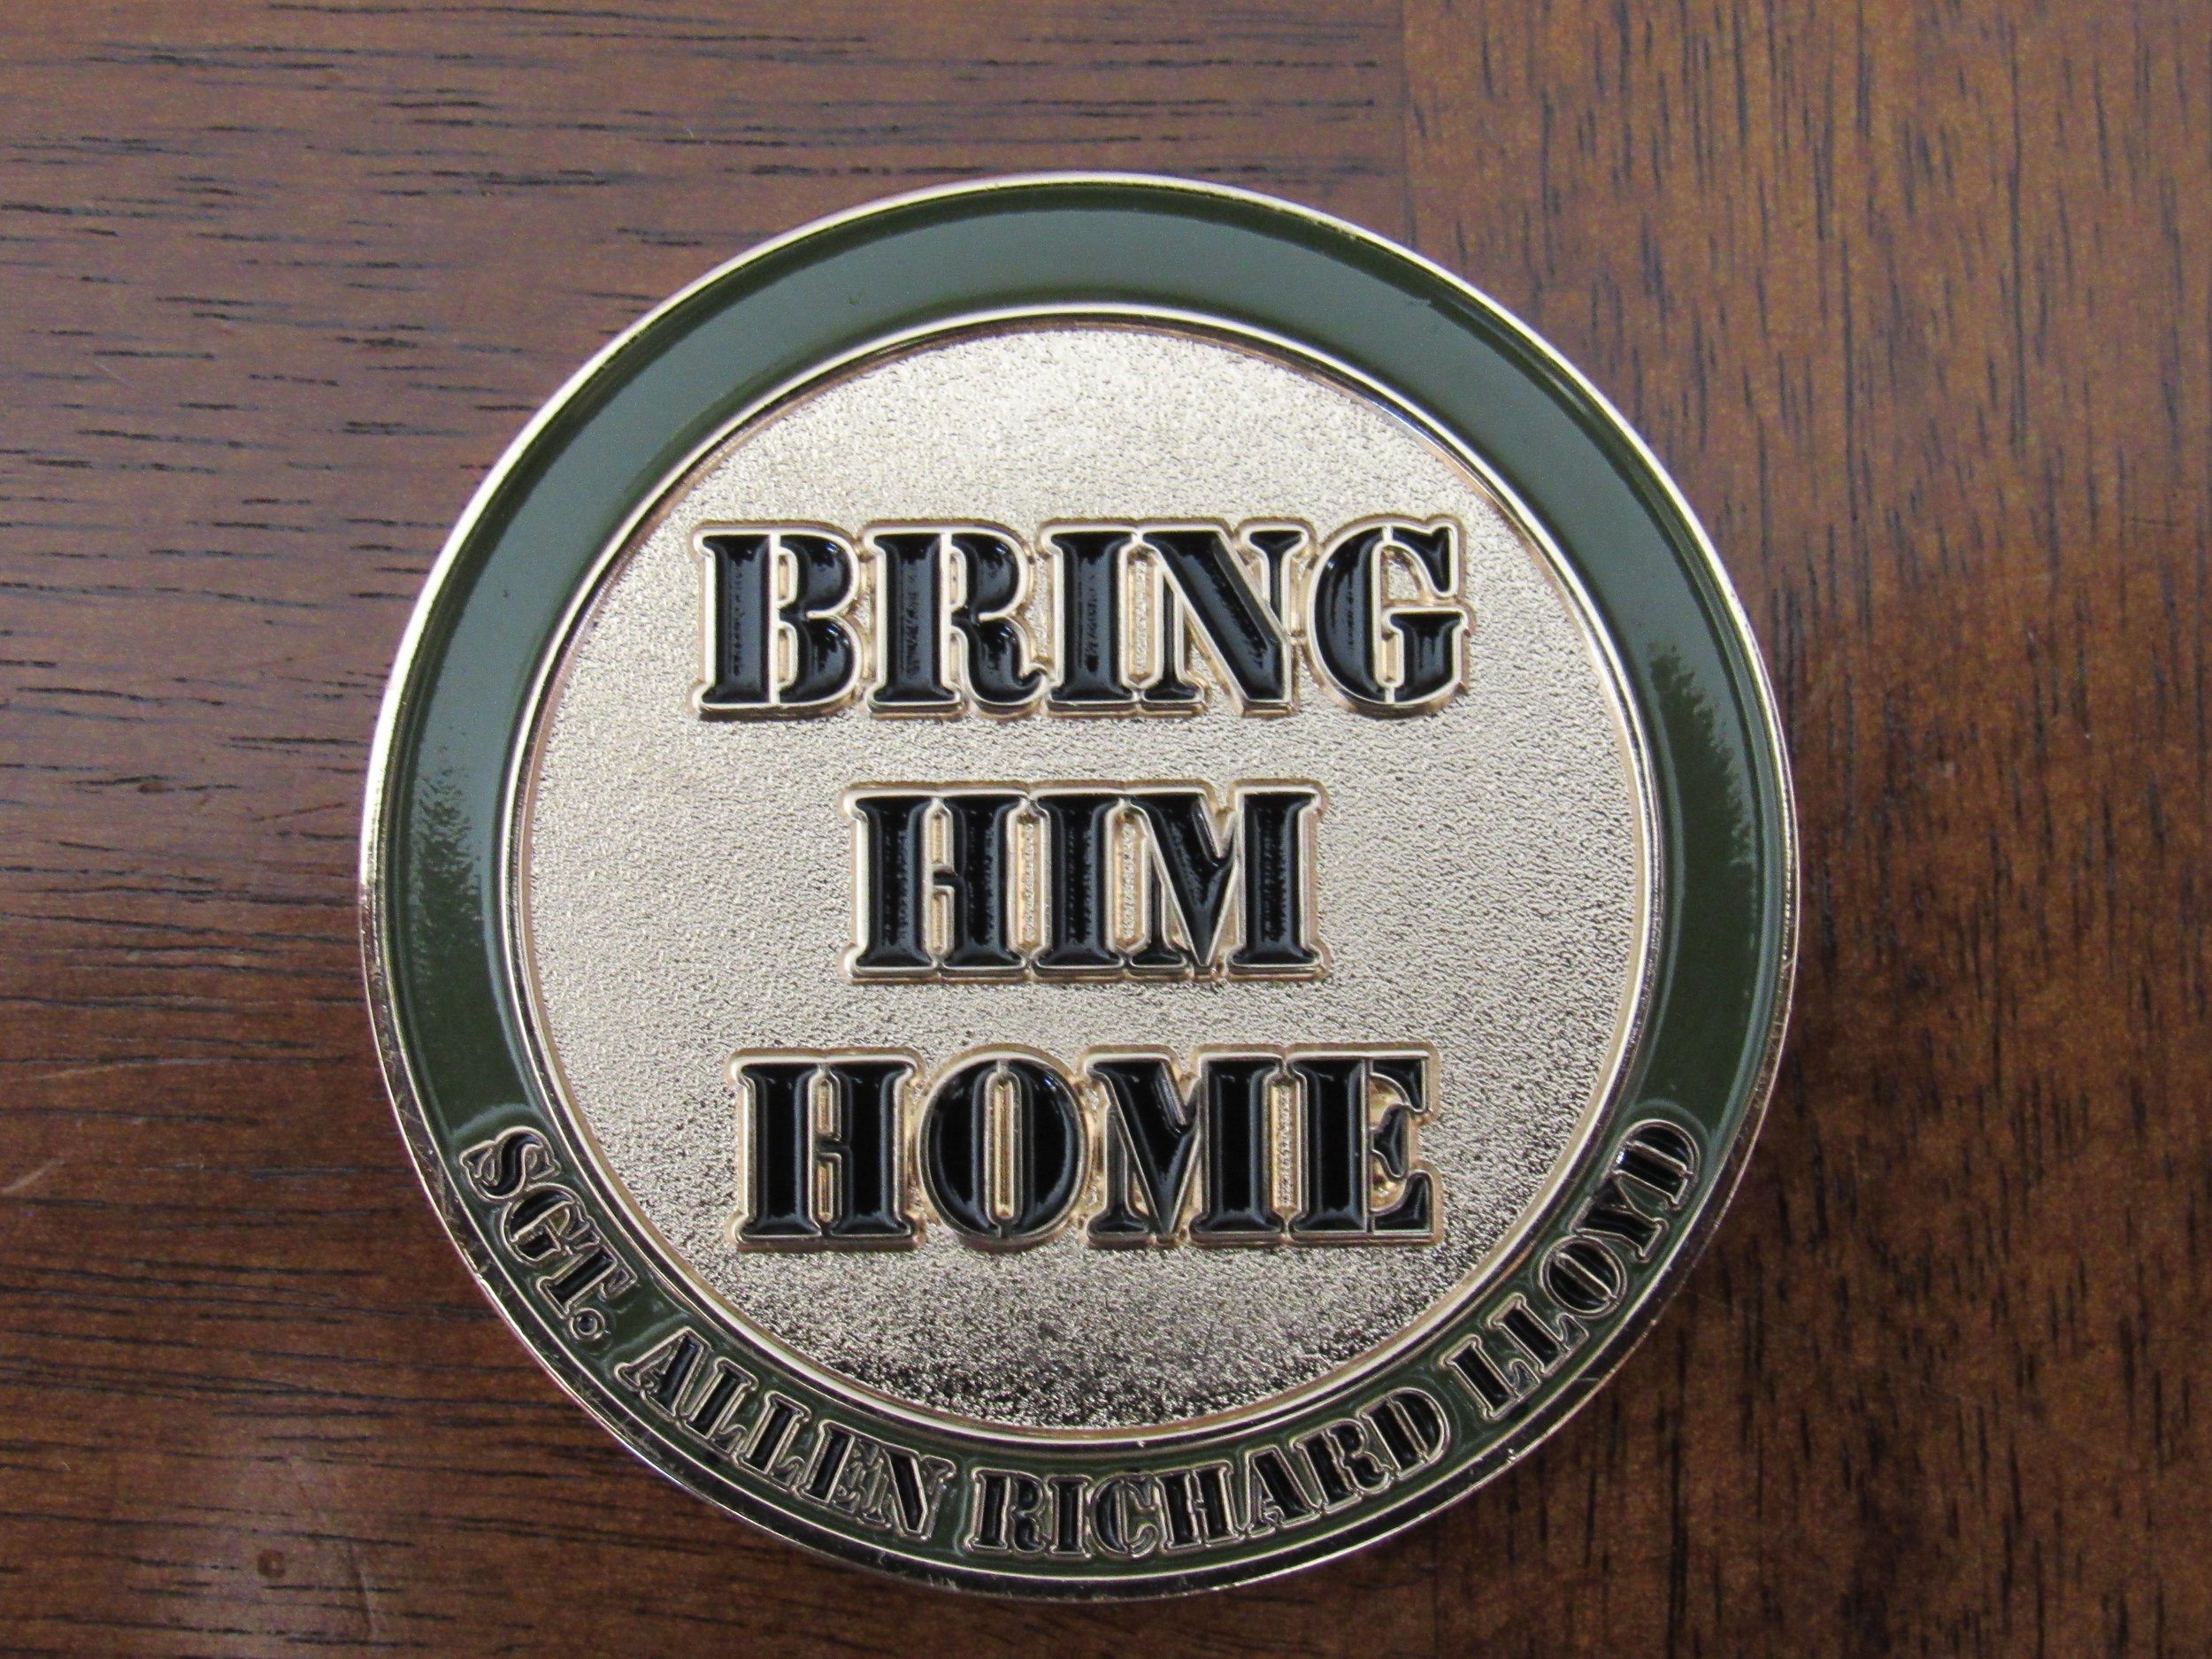 BRING
HIM
HOME
SGT. ALLEN RICHARD LLOYD